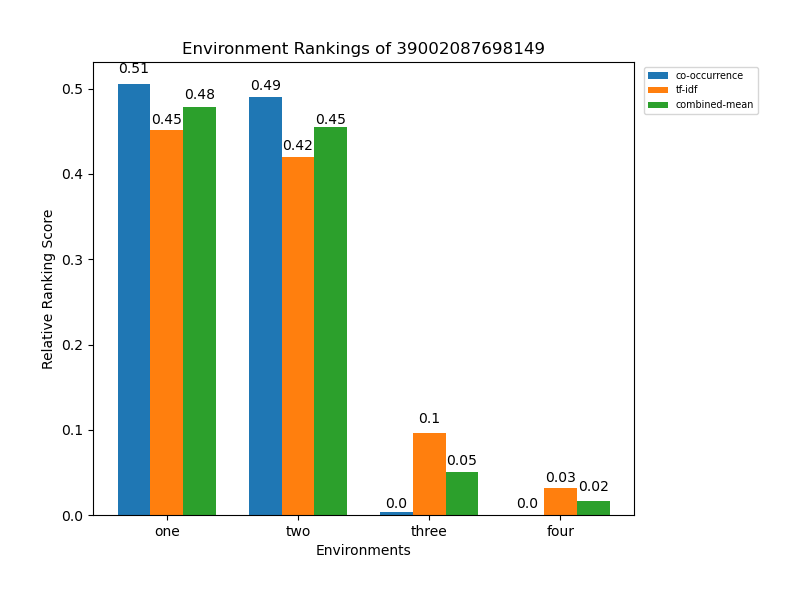 Environment Rankings of 39002087698149
co-occurrence
tf-idf
combined-mean
Relative Ranking Score
0.5
0.4
0.3
0.2
0.1
0.0
0.51
0.45
0.48
0.49
0.42
0.45
0.0
0.1
0.05
0.0
0.03
0.02
one two three four
Environments